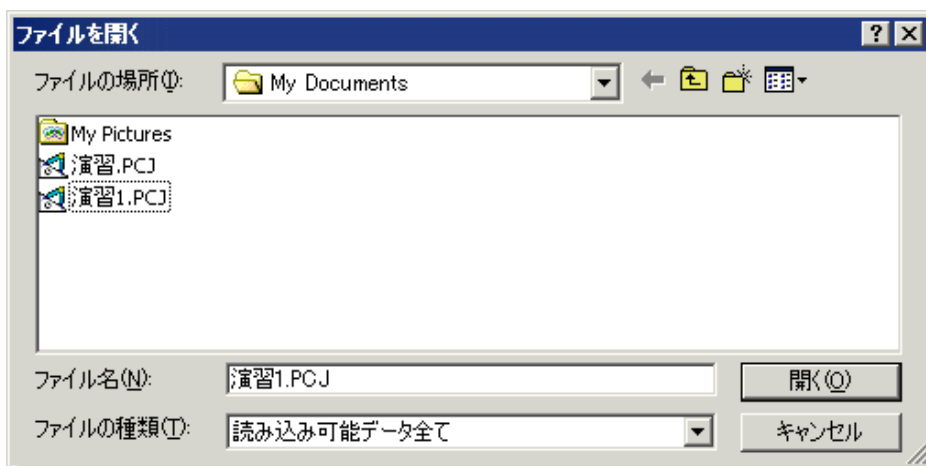 ファイルを開く
ファイルの場所(I):
My Documents
My Pictures
演習.PCJ
演習1.PCJ
ファイル名(N):
演習1.PCJ
開く(O)
ファイルの種類(T):
読み込み可能データ全て
キャンセル